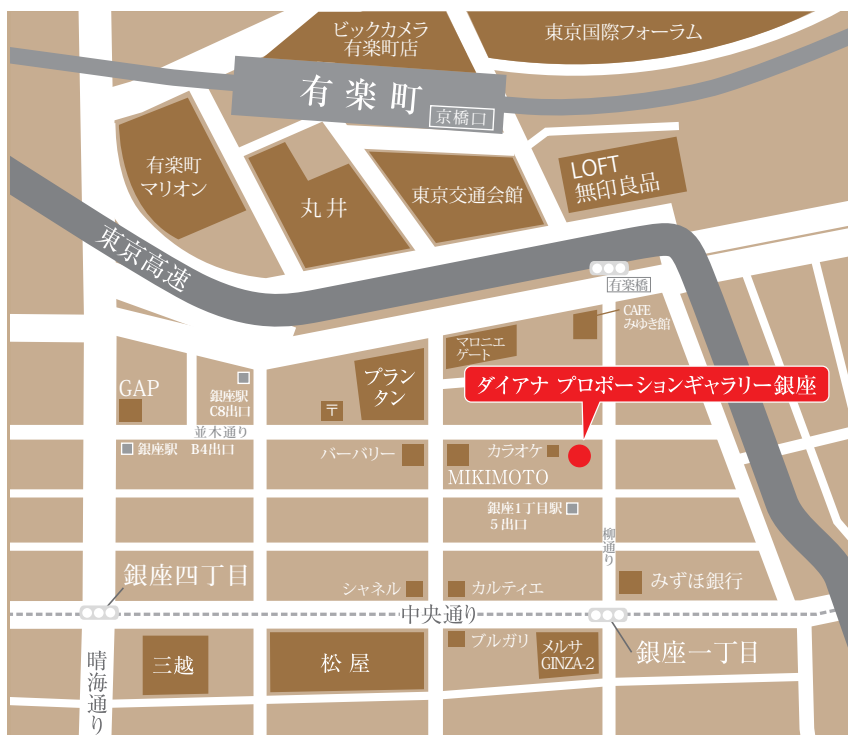 ビックカメラ
有楽町店
東京国際フォーラム
有楽町
京橋口
有楽町
マリオン
丸井
東京交通会館
LOFT
無印良品
東京高速
有楽橋
CAFE
みゆき館
マロニエ
ゲート
プラン
タン
GAP
銀座駅
C8出口
〒
ダイアナ プロポーションギャラリー銀座
並木通り
銀座駅 B4出口
バーバリー
カラオケ
MIKIMOTO
銀座1丁目駅
5出口
柳通り
銀座四丁目
シャネル
カルティエ
みずほ銀行
中央通り
三越
松屋
ブルガリ
メルサ
GINZA-2
銀座一丁目
晴海通り